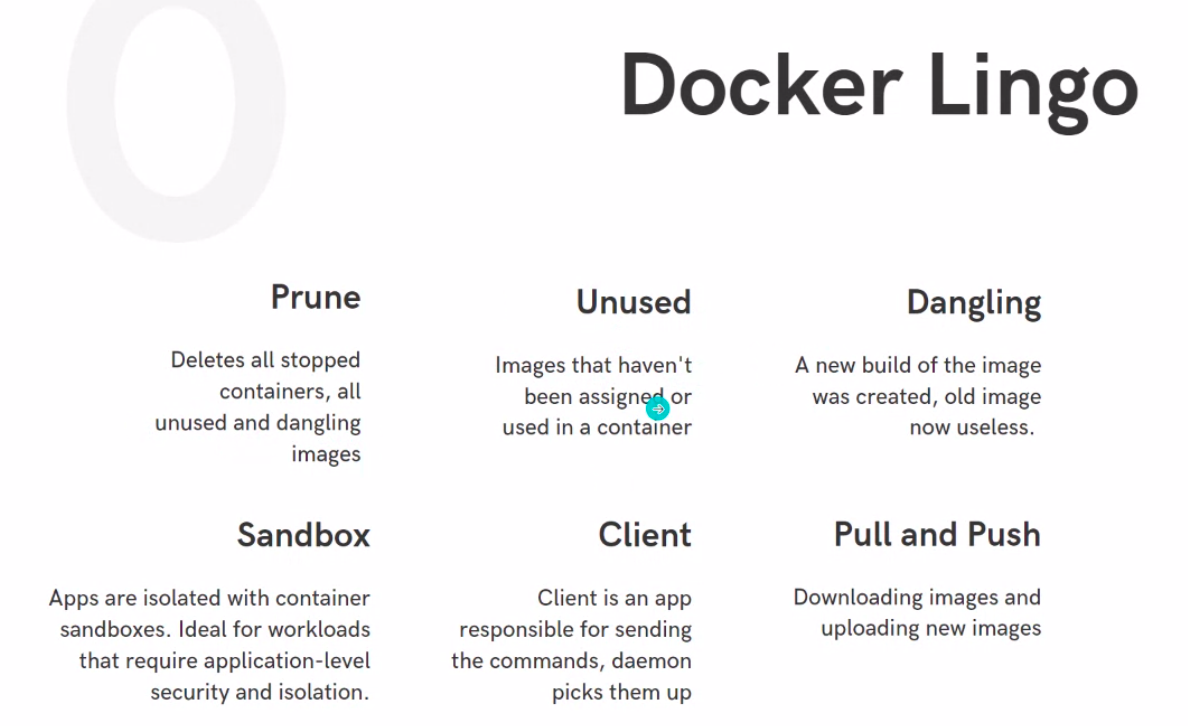 0
Docker Lingo
Prune
Deletes all stopped
containers, all
unused and dangling
images
Unused
Images that haven't
been assigned or
used in a container
Dangling
A new build of the image
was created, old image
now useless.
Sandbox
Apps are isolated with container
sandboxes. Ideal for workloads
that require application-level
security and isolation.
Client
Client is an app
responsible for sending
the commands, daemon
picks them up
Pull and Push
Downloading images and
uploading new images